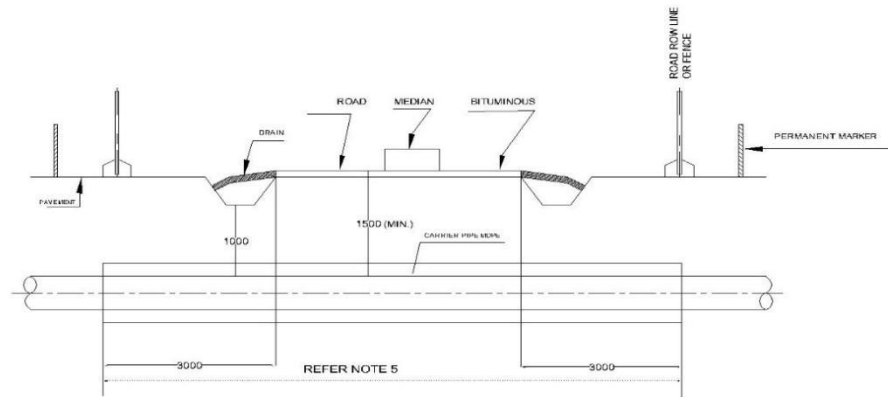 ROAD ROW LINE
OR FENCE
ROAD
MEDIAN
BITUMINOUS
DRAIN
PERMANENT MARKER
PAVEMENT
1000
1500 (MIN.)
CARRIER PIPE MDPE
3000
REFER NOTE 5
3000